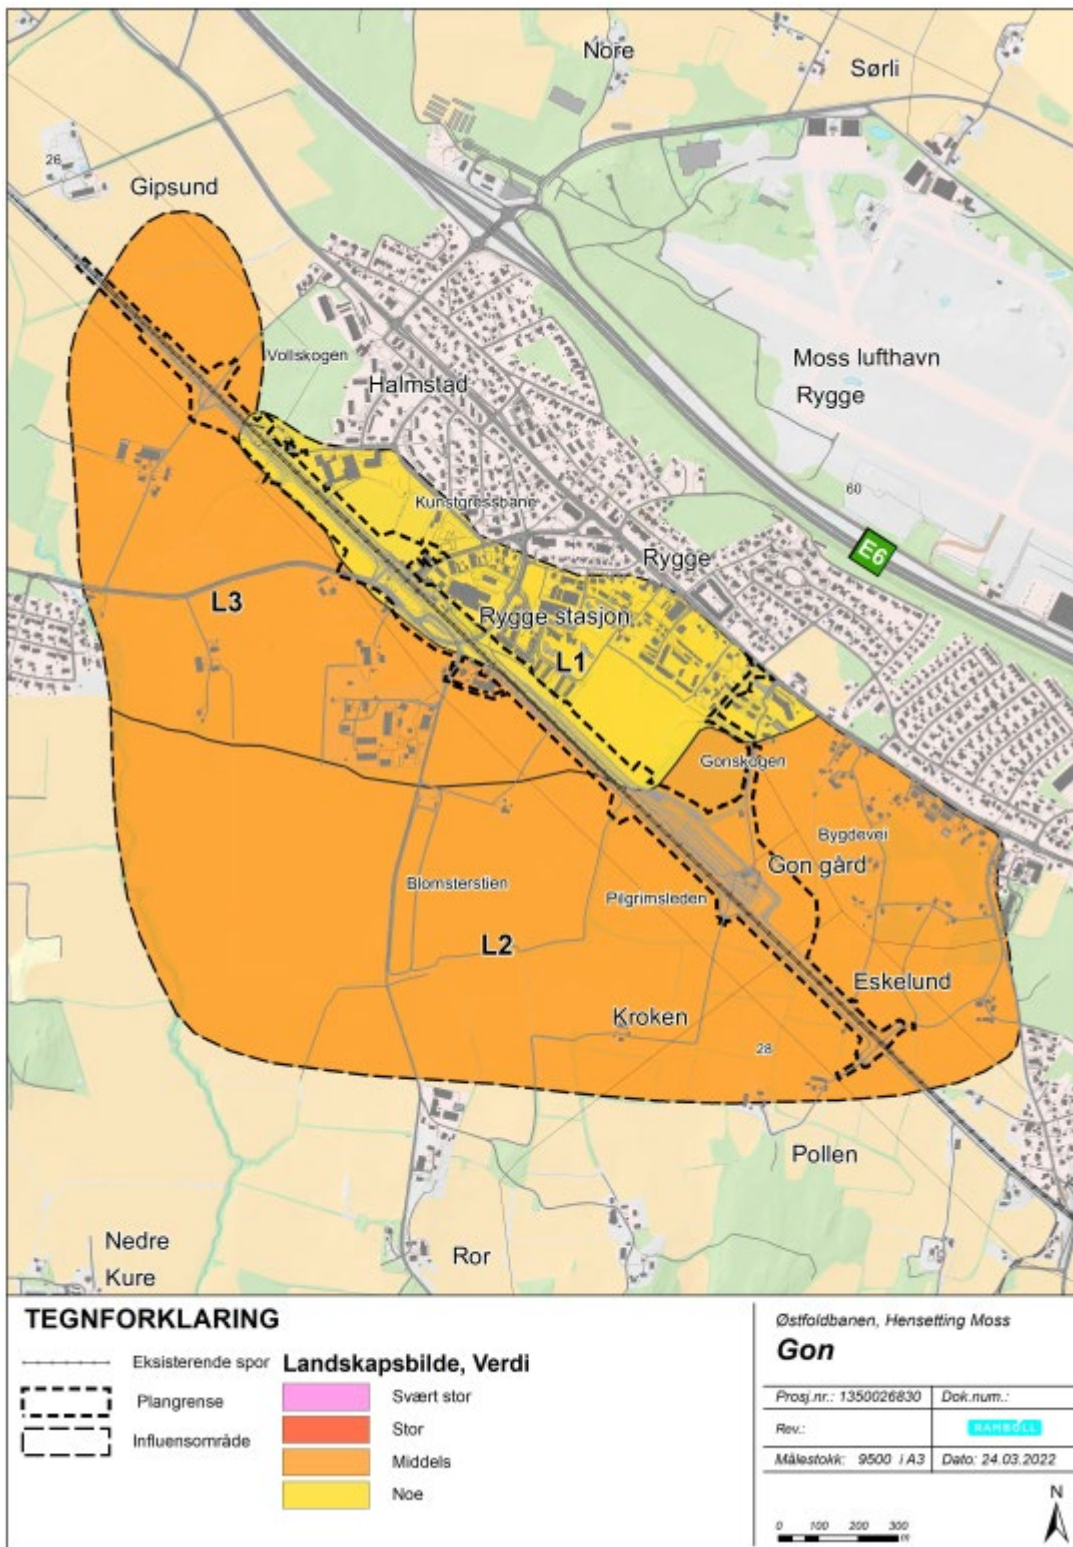 Nore
Sørli
26
Gipsund
Vollskogen
Moss lufthavn
Rygge
Halmstad
60
Kunstgressbane
E6
Rygge
L3
Rygge stasjon
L1
Gonskogen
Bygdevei
Gon gård
Blomsterstien
Pilgrimsleden
L2
Eskelund
Kroken
28
Pollen
Nedre
Kure
Ror
TEGNFORKLARING
Eksisterende spor
Plangrense
Influensområde
Landskapsbilde, Verdi
Svært stor
Stor
Middels
Noe
Østfoldbanen, Hensetting Moss
Gon
Prosj.nr.: 1350026830 Dok.num.:
Rev.: RAMBOLL
Målestokk: 9500 i A3 Dato: 24.03.2022
N
0 100 200 300
m